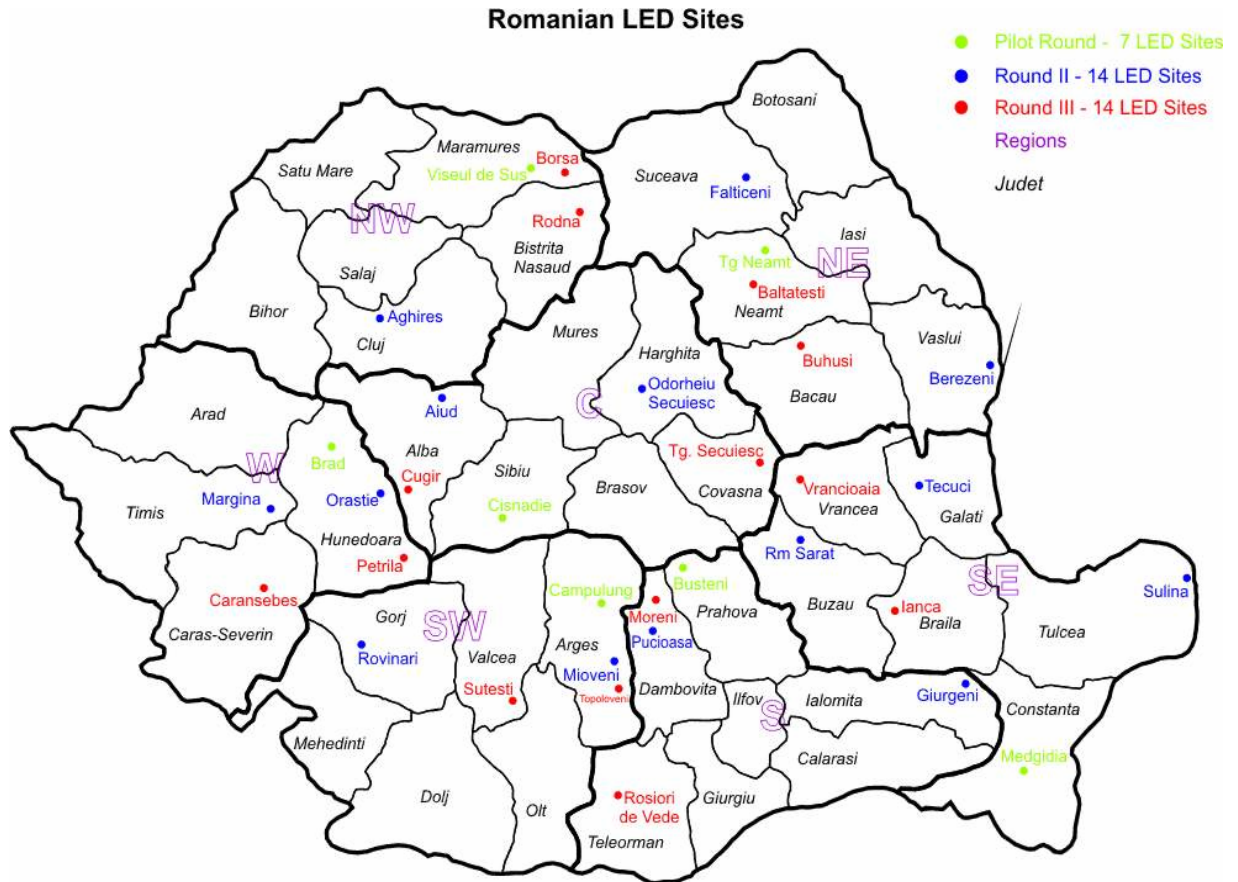 Romanian LED Sites
Pilot Round - 7 LED Sites
Round II - 14 LED Sites
Round III - 14 LED Sites
Regions
Judet
Botosani
Maramures
Satu Mare
Viseul de Sus
Borsa
Suceava
Falticeni
NW
Rodna
Bistrita
Nasaud
Iasi
Tg Neamt
NE
Salaj
Baltatesti
Neamt
Bihor
Aghires
Cluj
Mures
Harghita
Vaslui
Buhusi
Berezeni
Bacau
Odorheiu
Secuiesc
C
Aiud
Arad
Alba
Brad
W
Cugir
Sibiu
Tg. Secuiesc
Brasov
Covasna
Vrancioaia
Vrancea
Tecuci
Galati
Margina
Orastie
Timis
Cisnadie
Hunedoara
Petrila
Rm Sarat
Caransebes
Caras-Severin
Campulung
Busteni
Prahova
Moreni
Pucioasa
Buzau
Ianca
Braila
SE
Sulina
Tulcea
Gorj
SW
Rovinari
Valcea
Arges
Mioveni
Sutesti
Topoloveni
Dambovita
Ilfov
S
Ialomita
Giurgeni
Constanta
Mehedinti
Calarasi
Medgidia
Dolj
Olt
Rosiori
de Vede
Giurgiu
Teleorman